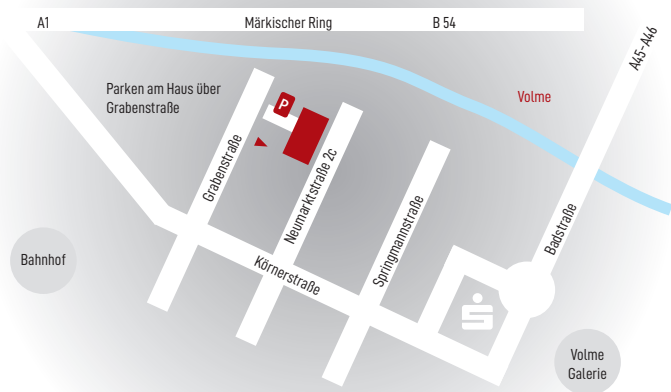 A1
Märkischer Ring
B 54
A45-A46
Parken am Haus über
Grabenstraße
P
Volme
Grabenstraße
Neumarktstraße 2c
Springmannstraße
Badstraße
Körnerstraße
Bahnhof
Volme
Galerie